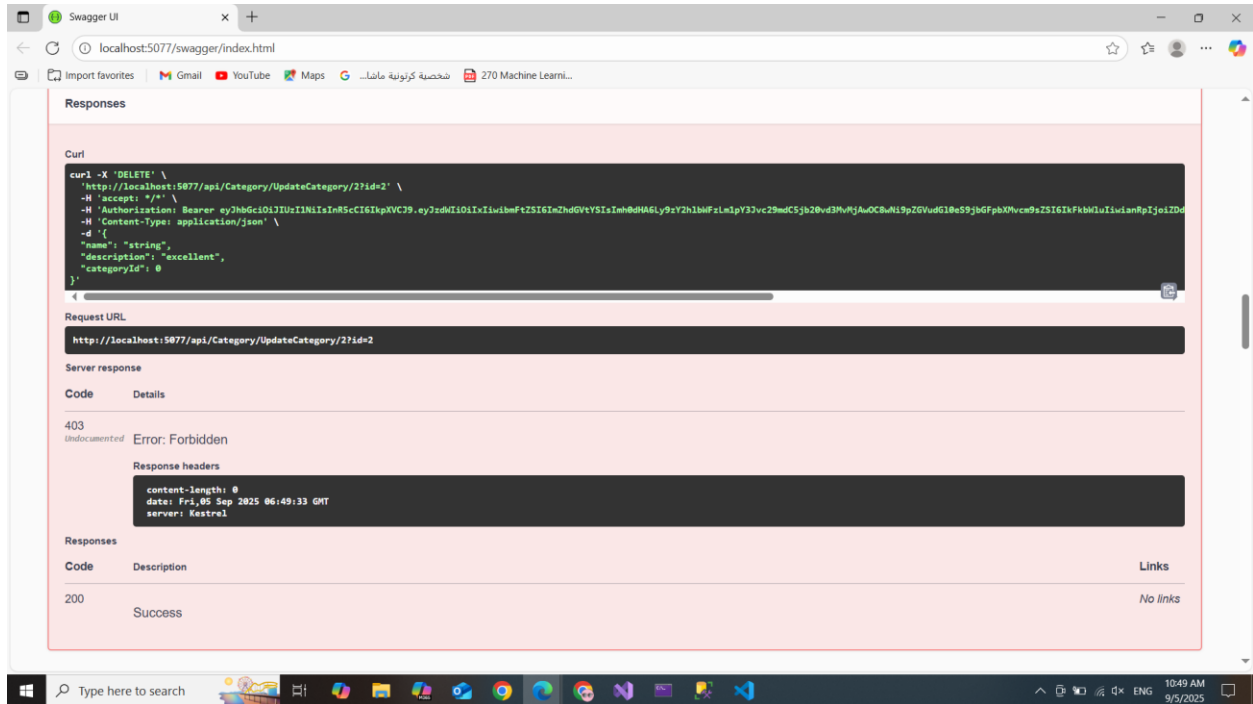 Swagger UI
localhost:5077/swagger/index.html
Import favorites
Gmail
YouTube
Maps
شخصية كرتونية ماشا...
270 Machine Learni...
Responses
Curl
curl -X 'DELETE' \
'http://localhost:5077/api/Category/UpdateCategory/2?id=2' \
-H 'accept: */*' \
-H 'Authorization: Bearer
-H 'Content-Type: application/json' \
-d '{
"name": "string",
"description": "excellent",
"categoryId": 0
}'
Request URL
http://localhost:5077/api/Category/UpdateCategory/2?id=2
Server response
Code Details
403
Undocumented
Error: Forbidden
Response headers
content-length: 0
date: Fri,05 Sep 2025 06:49:33 GMT
server: Kestrel
Responses
Code Description Links
200
Success
No links
Type here to search
ENG
10:49 AM
9/5/2025